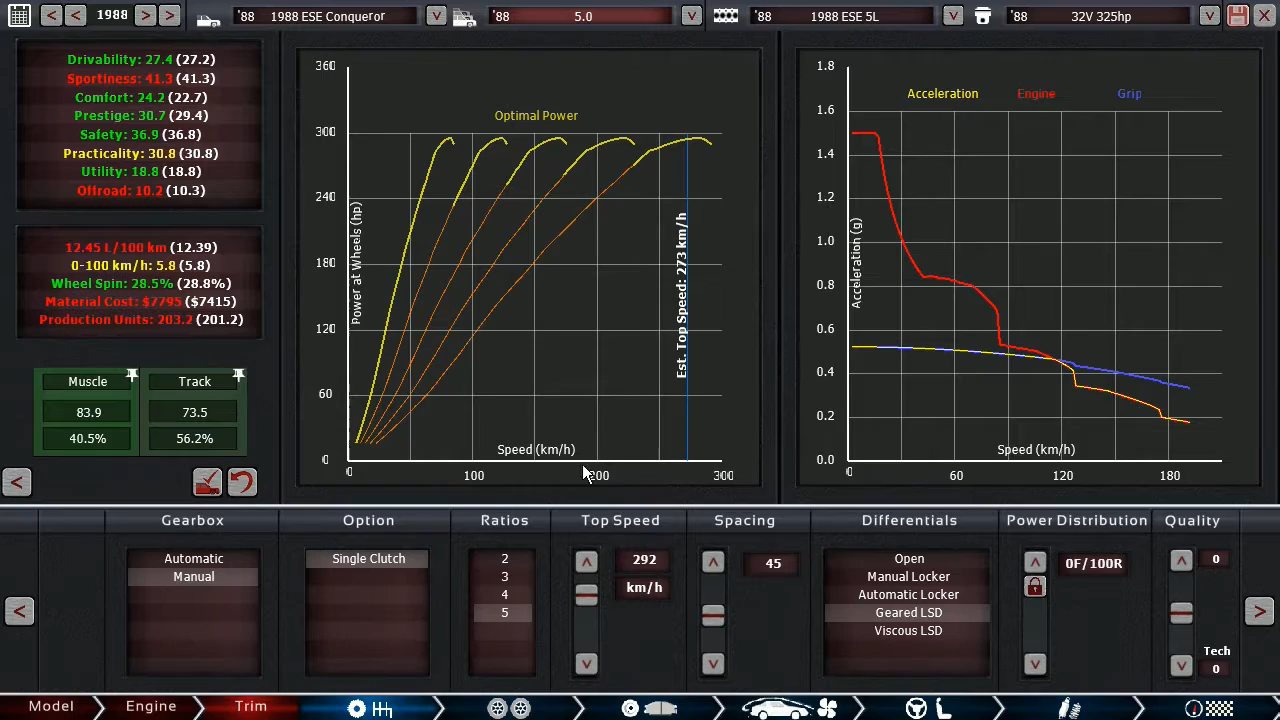 1988
'88 1988 ESE Conqueror
'88 5.0
'88 1988 ESE 5L
'88 32V 325hp
Drivability: 27.4 (27.2)
Sportiness: 41.3 (41.3)
Comfort: 24.2 (22.7)
Prestige: 30.7 (29.4)
Safety: 36.9 (36.8)
Practicality: 30.8 (30.8)
Utility: 18.8 (18.8)
Offroad: 10.2 (10.3)
12.45 L/100 km (12.39)
0-100 km/h: 5.8 (5.8)
Wheel Spin: 28.5% (28.8%)
Material Cost: $7795 ($7415)
Production Units: 203.2 (201.2)
Muscle Track
83.9 73.5
40.5% 56.2%
Optimal Power
Power at Wheels (hp)
360
300
240
180
120
60
0
Est. Top Speed: 273 km/h
Speed (km/h)
0 100 200 300
Acceleration Engine Grip
Acceleration (g)
1.8
1.6
1.4
1.2
1.0
0.8
0.6
0.4
0.2
0.0
Speed (km/h)
0 60 120 180
Gearbox
Automatic
Manual
Option
Single Clutch
Ratios
2
3
4
5
Top Speed
292
km/h
Spacing
45
Differentials
Open
Manual Locker
Automatic Locker
Geared LSD
Viscous LSD
Power Distribution
0F/100R
Quality
0
Tech
0
Model Engine Trim